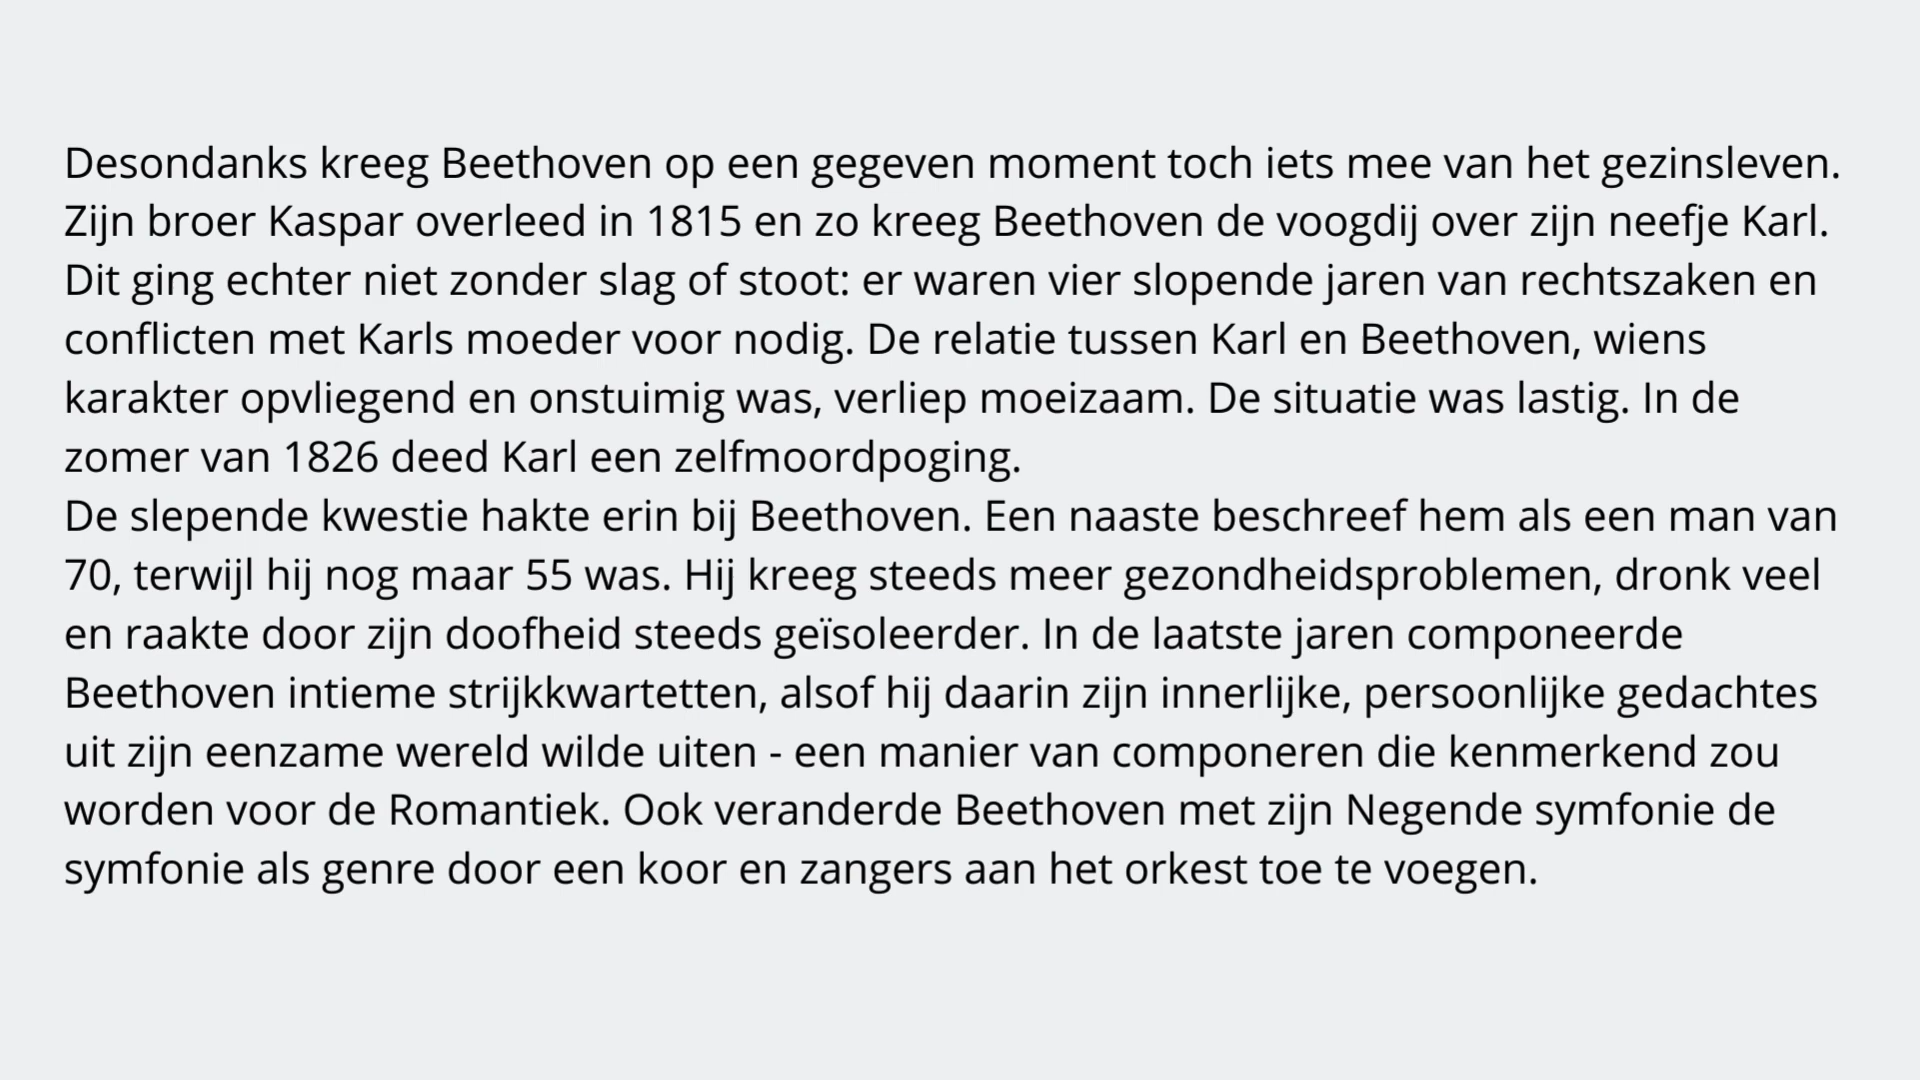 Desondanks kreeg Beethoven op een gegeven moment toch iets mee van het gezinsleven.
Zijn broer Kaspar overleed in 1815 en zo kreeg Beethoven de voogdij over zijn neefje Karl.
Dit ging echter niet zonder slag of stoot: er waren vier slopende jaren van rechtszaken en
conflicten met Karls moeder voor nodig. De relatie tussen Karl en Beethoven, wiens
karakter opvliegend en onstuimig was, verliep moeizaam. De situatie was lastig. In de
zomer van 1826 deed Karl een zelfmoordpoging.
De slepende kwestie hakte erin bij Beethoven. Een naaste beschreef hem als een man van
70, terwijl hij nog maar 55 was. Hij kreeg steeds meer gezondheidsproblemen, dronk veel
en raakte door zijn doofheid steeds geïsoleerder. In de laatste jaren componeerde
Beethoven intieme strijkkwartetten, alsof hij daarin zijn innerlijke, persoonlijke gedachtes
uit zijn eenzame wereld wilde uiten - een manier van componeren die kenmerkend zou
worden voor de Romantiek. Ook veranderde Beethoven met zijn Negende symfonie de
symfonie als genre door een koor en zangers aan het orkest toe te voegen.